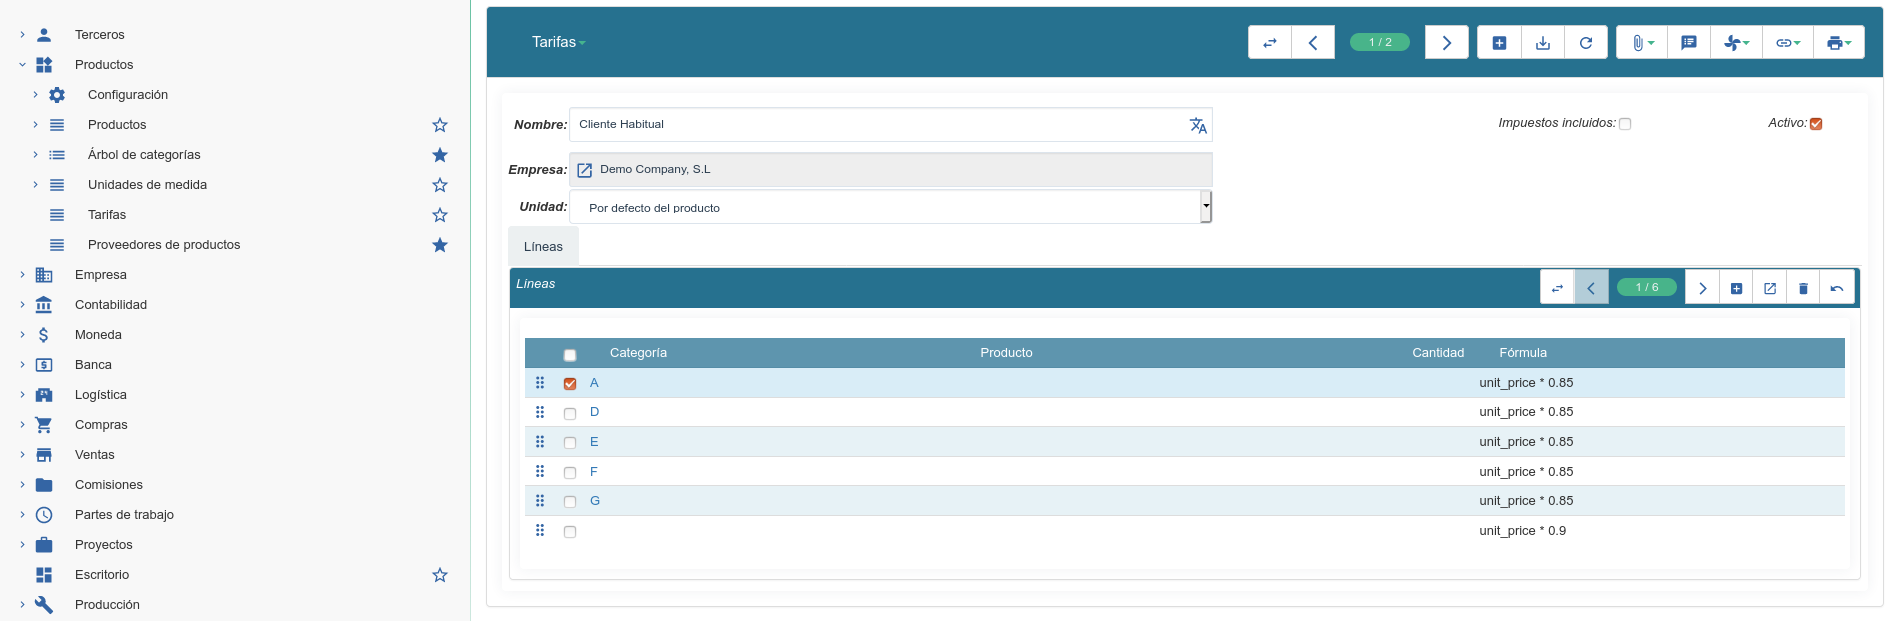 Terceros
Productos
Configuración
Productos
Árbol de categorías
Unidades de medida
Tarifas
Proveedores de productos
Empresa
Contabilidad
Moneda
Banca
Logística
Compras
Ventas
Comisiones
Partes de trabajo
Proyectos
Escritorio
Producción
Tarifas
1 / 2
Nombre: Cliente Habitual
Impuestos incluidos:
Activo:
Empresa: Demo Company, S.L
Unidad: Por defecto del producto
Líneas
Líneas
1 / 6
Categoría Producto Cantidad Fórmula
A unit_price * 0.85
D unit_price * 0.85
E unit_price * 0.85
F unit_price * 0.85
G unit_price * 0.85
unit_price * 0.9